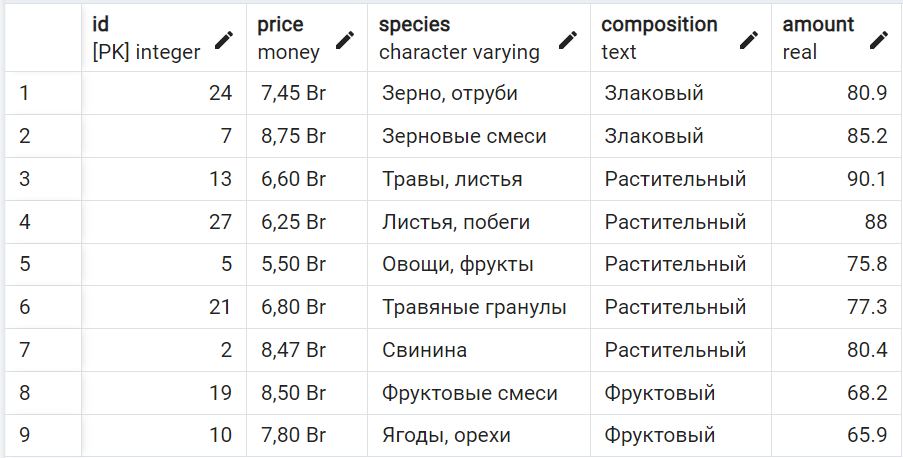 id price species composition amount
[PK] integer money character varying text real
1 24 7,45 Br Зерно, отруби Злаковый 80.9
2 7 8,75 Br Зерновые смеси Злаковый 85.2
3 13 6,60 Br Травы, листья Растительный 90.1
4 27 6,25 Br Листья, побеги Растительный 88
5 5 5,50 Br Овощи, фрукты Растительный 75.8
6 21 6,80 Br Травяные гранулы Растительный 77.3
7 2 8,47 Br Свинина Растительный 80.4
8 19 8,50 Br Фруктовые смеси Фруктовый 68.2
9 10 7,80 Br Ягоды, орехи Фруктовый 65.9